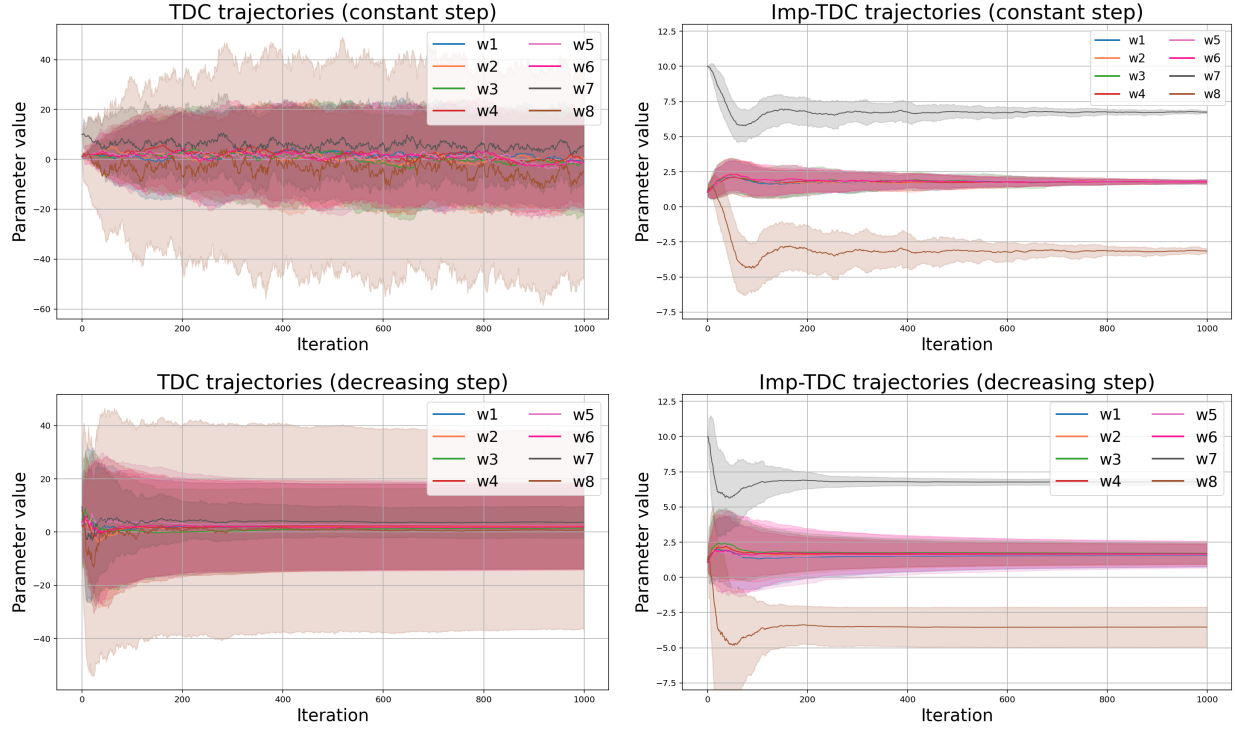 TDC trajectories (constant step)
Parameter value
40
20
0
−20
−40
−60
w1 w5
w2 w6
w3 w7
w4 w8
0 200 400 600 800 1000
Iteration
Imp-TDC trajectories (constant step)
Parameter value
12.5
10.0
7.5
5.0
2.5
0.0
−2.5
−5.0
−7.5
w1 w5
w2 w6
w3 w7
w4 w8
0 200 400 600 800 1000
Iteration
TDC trajectories (decreasing step)
Parameter value
40
20
0
−20
−40
w1 w5
w2 w6
w3 w7
w4 w8
0 200 400 600 800 1000
Iteration
Imp-TDC trajectories (decreasing step)
Parameter value
12.5
10.0
7.5
5.0
2.5
0.0
−2.5
−5.0
−7.5
w1 w5
w2 w6
w3 w7
w4 w8
0 200 400 600 800 1000
Iteration